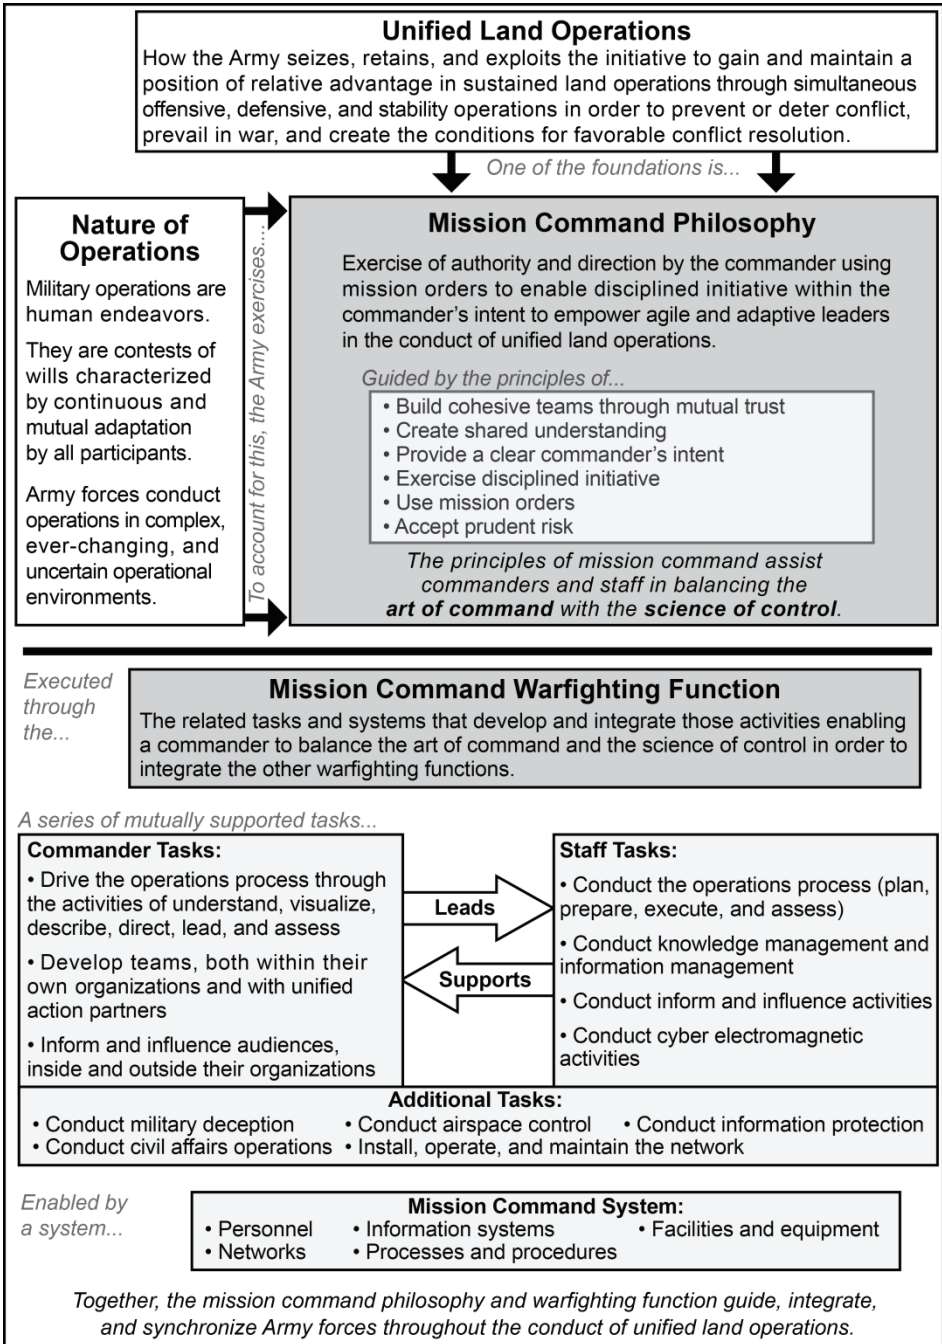 Unified Land Operations
How the Army seizes, retains, and exploits the initiative to gain and maintain a
position of relative advantage in sustained land operations through simultaneous
offensive, defensive, and stability operations in order to prevent or deter conflict,
prevail in war, and create the conditions for favorable conflict resolution.
One of the foundations is...
Nature of
Operations
Military operations are
human endeavors.
They are contests of
wills characterized
by continuous and
mutual adaptation
by all participants.
Army forces conduct
operations in complex,
ever-changing, and
uncertain operational
environments.
To account for this, the Army exercises....
Mission Command Philosophy
Exercise of authority and direction by the commander using
mission orders to enable disciplined initiative within the
commander's intent to empower agile and adaptive leaders
in the conduct of unified land operations.
Guided by the principles of...
• Build cohesive teams through mutual trust
• Create shared understanding
• Provide a clear commander's intent
• Exercise disciplined initiative
• Use mission orders
• Accept prudent risk
The principles of mission command assist
commanders and staff in balancing the
art of command with the science of control.
Executed
through
the...
Mission Command Warfighting Function
The related tasks and systems that develop and integrate those activities enabling
a commander to balance the art of command and the science of control in order to
integrate the other warfighting functions.
A series of mutually supported tasks...
Commander Tasks:
• Drive the operations process through
the activities of understand, visualize,
describe, direct, lead, and assess
• Develop teams, both within their
own organizations and with unified
action partners
• Inform and influence audiences,
inside and outside their organizations
Leads
Supports
Staff Tasks:
• Conduct the operations process (plan,
prepare, execute, and assess)
• Conduct knowledge management and
information management
• Conduct inform and influence activities
• Conduct cyber electromagnetic
activities
Additional Tasks:
• Conduct military deception • Conduct airspace control • Conduct information protection
• Conduct civil affairs operations • Install, operate, and maintain the network
Enabled by
a system...
Mission Command System:
• Personnel • Information systems • Facilities and equipment
• Networks • Processes and procedures
Together, the mission command philosophy and warfighting function guide, integrate,
and synchronize Army forces throughout the conduct of unified land operations.